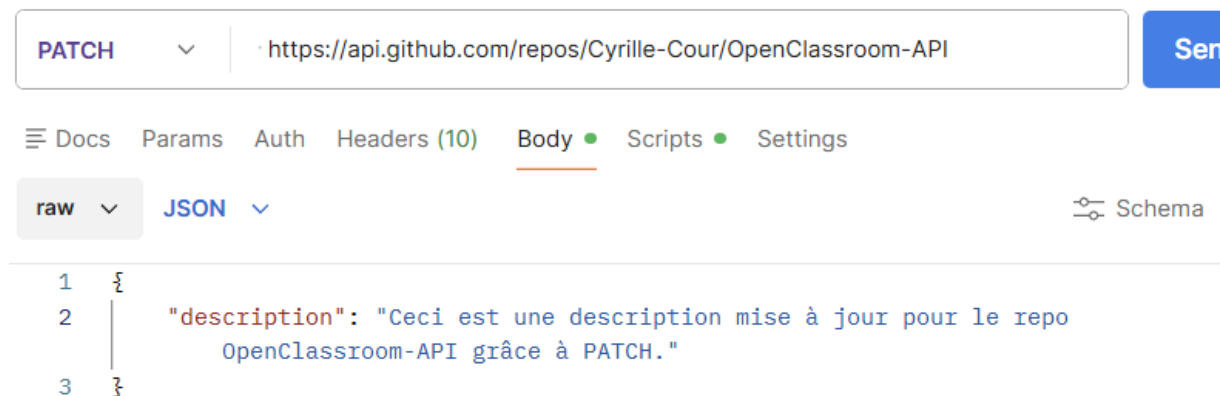 PATCH https://api.github.com/repos/Cyrille-Cour/OpenClassroom-API Sen
Docs Params Auth Headers (10) Body Scripts Settings
raw JSON Schema
1 {
2 "description": "Ceci est une description mise à jour pour le repo
OpenClassroom-API grâce à PATCH."
3 }